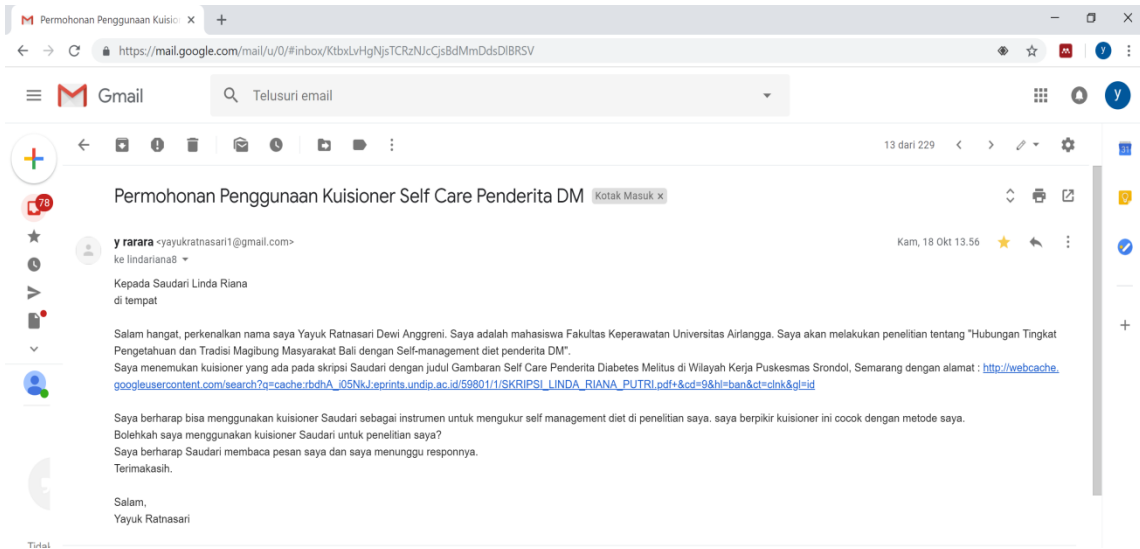 Permohonan Penggunaan Kuisio
https://mail.google.com/mail/u/0/#inbox/KtbxLvHgNjsTCRzNJcCjsBdMmDdsDlBRSV
y
Gmail
Telusuri email
y
13 dari 229
31
78
Permohonan Penggunaan Kuisioner Self Care Penderita DM Kotak Masuk x
y rarara <yayukratnasari1@gmail.com>
Kam, 18 Okt 13.56
ke lindariana8
Kepada Saudari Linda Riana
di tempat
Salam hangat, perkenalkan nama saya Yayuk Ratnasari Dewi Anggreni. Saya adalah mahasiswa Fakultas Keperawatan Universitas Airlangga. Saya akan melakukan penelitian tentang "Hubungan Tingkat
Pengetahuan dan Tradisi Magibung Masyarakat Bali dengan Self-management diet penderita DM".
Saya menemukan kuisioner yang ada pada skripsi Saudari dengan judul Gambaran Self Care Penderita Diabetes Melitus di Wilayah Kerja Puskesmas Srondol, Semarang dengan alamat : http://webcache.
googleusercontent.com/search?q=cache:rbdhA_i05NkJ:eprints.undip.ac.id/59801/1/SKRIPSI_LINDA_RIANA_PUTRI.pdf+&cd=9&hl=ban&ct=clnk&gl=id
Saya berharap bisa menggunakan kuisioner Saudari sebagai instrumen untuk mengukur self management diet di penelitian saya. saya berpikir kuisioner ini cocok dengan metode saya.
Bolehkah saya menggunakan kuisioner Saudari untuk penelitian saya?
Saya berharap Saudari membaca pesan saya dan saya menunggu responnya.
Terimakasih.
Salam,
Yayuk Ratnasari